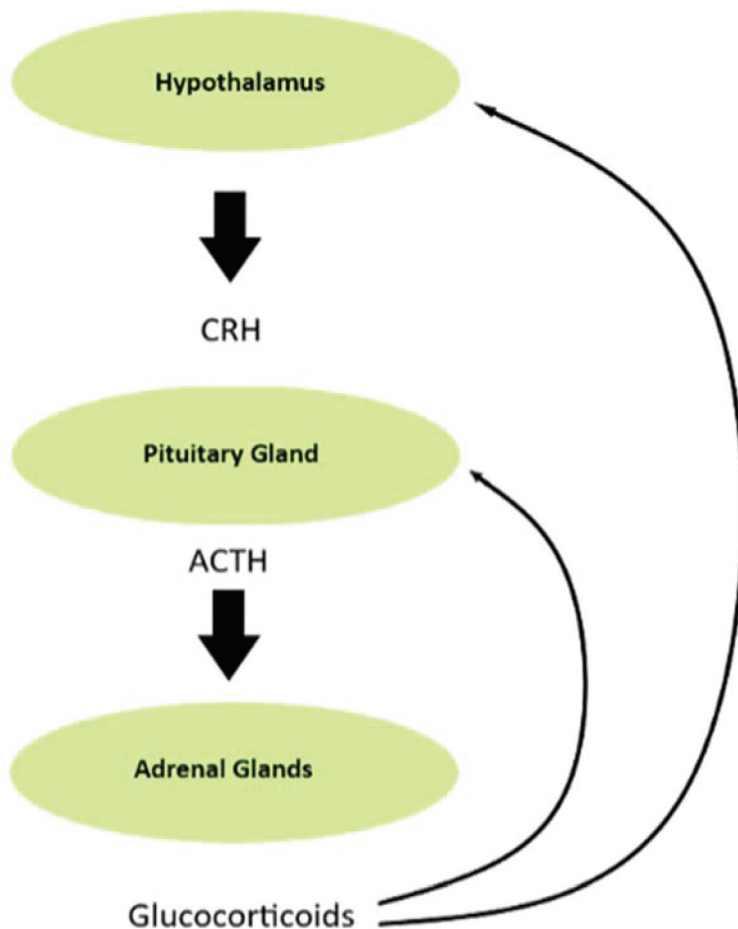 Hypothalamus
CRH
Pituitary Gland
ACTH
Adrenal Glands
Glucocorticoids